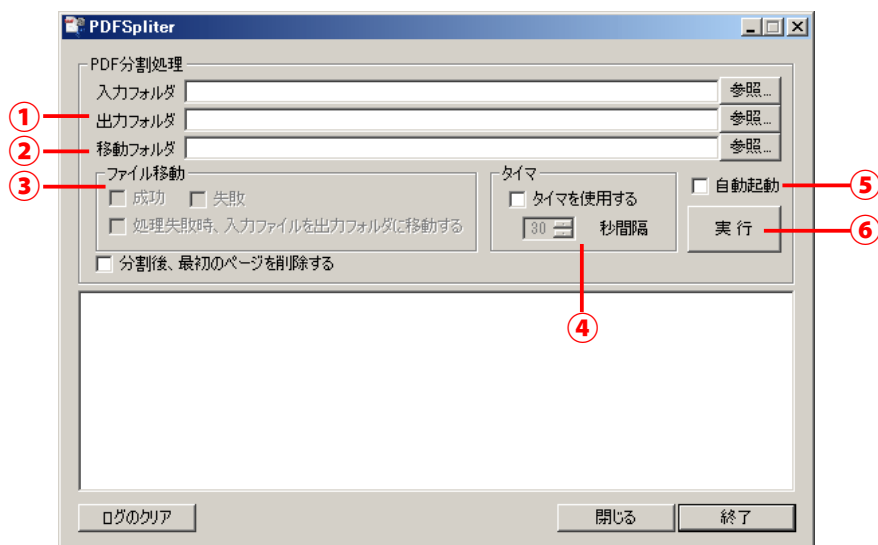 PDFSpliter
PDF分割処理
入力フォルダ 参照...
① 出力フォルダ 参照...
② 移動フォルダ 参照...
③ ファイル移動 タイマ
成功 失敗 タイマを使用する 自動起動 ⑤
処理失敗時、入力ファイルを出力フォルダに移動する 30 秒間隔 実行 ⑥
分割後、最初のページを削除する
④
ログのクリア 閉じる 終了